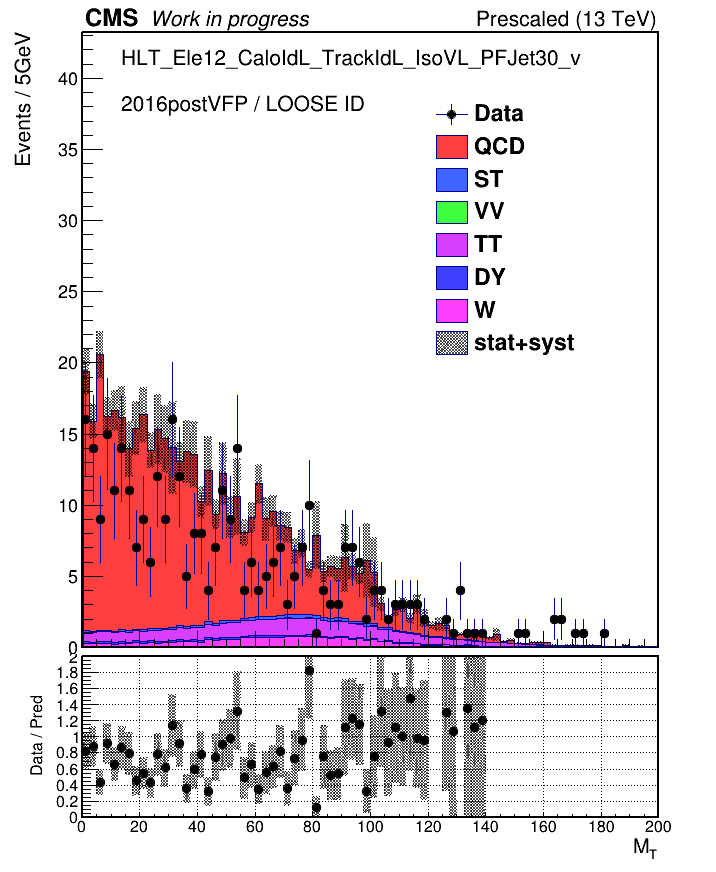 CMS Work in progress Prescaled (13 TeV)
Events / 5GeV
HLT_Ele12_CaloIdL_TrackIdL_IsoVL_PFJet30_v
2016postVFP / LOOSE ID
Data
QCD
ST
VV
TT
DY
W
stat+syst
40
35
30
25
20
15
10
5
0
Data / Pred
2
1.8
1.6
1.4
1.2
1
0.8
0.6
0.4
0.2
0
0 20 40 60 80 100 120 140 160 180 200
M_T